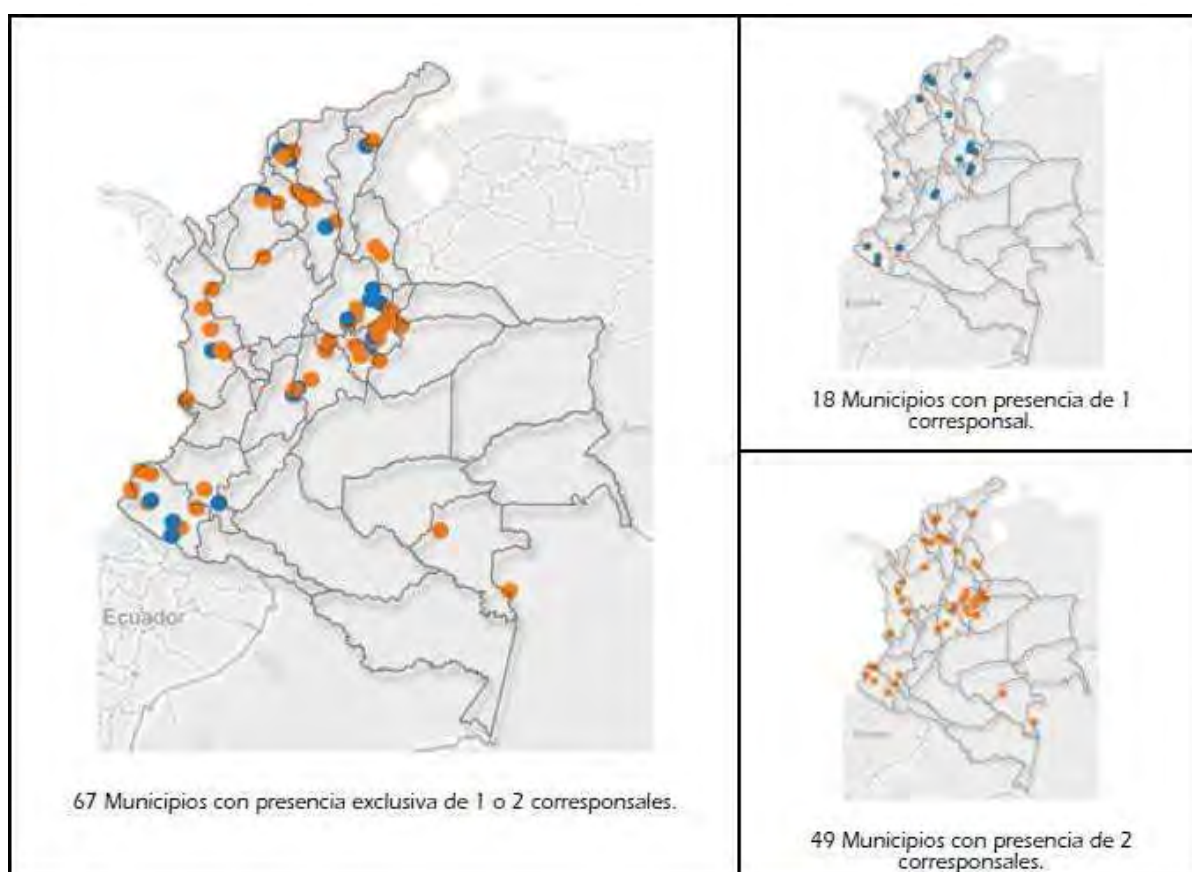 Ecuador
67 Municipios con presencia exclusiva de 1 o 2 corresponsales.
18 Municipios con presencia de 1
corresponsal.
49 Municipios con presencia de 2
corresponsales.